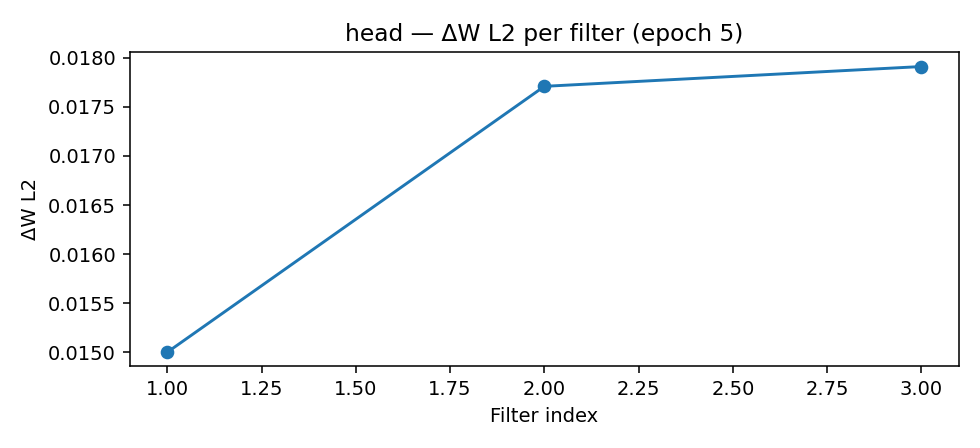 head — ΔW L2 per filter (epoch 5)
0.0180
0.0175
0.0170
0.0165
0.0160
0.0155
0.0150
ΔW L2
1.00 1.25 1.50 1.75 2.00 2.25 2.50 2.75 3.00
Filter index